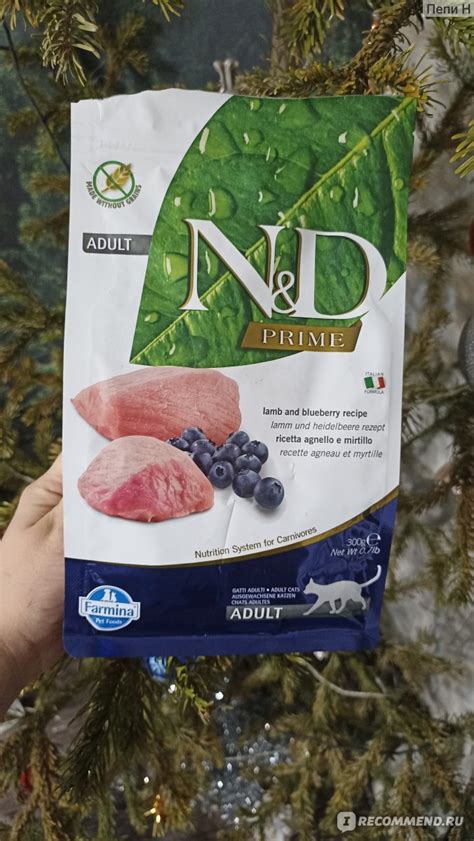 Пепи Н
MADE WITHOUT GRAINS
ADULT
N&D
PRIME
ITALIAN
FORMULA
lamb and blueberry recipe
lamm und heidelbeere rezept
ricetta agnello e mirtillo
recette agneau et myrtille
300g e
Net Wt 0.7lb
Nutrition System for Carnivores
Farmina
Pet Foods
GATTI ADULTI • ADULT CATS
AUSGEWACHSENE KATZEN
CHATS ADULTES
ADULT
I RECOMMEND.RU